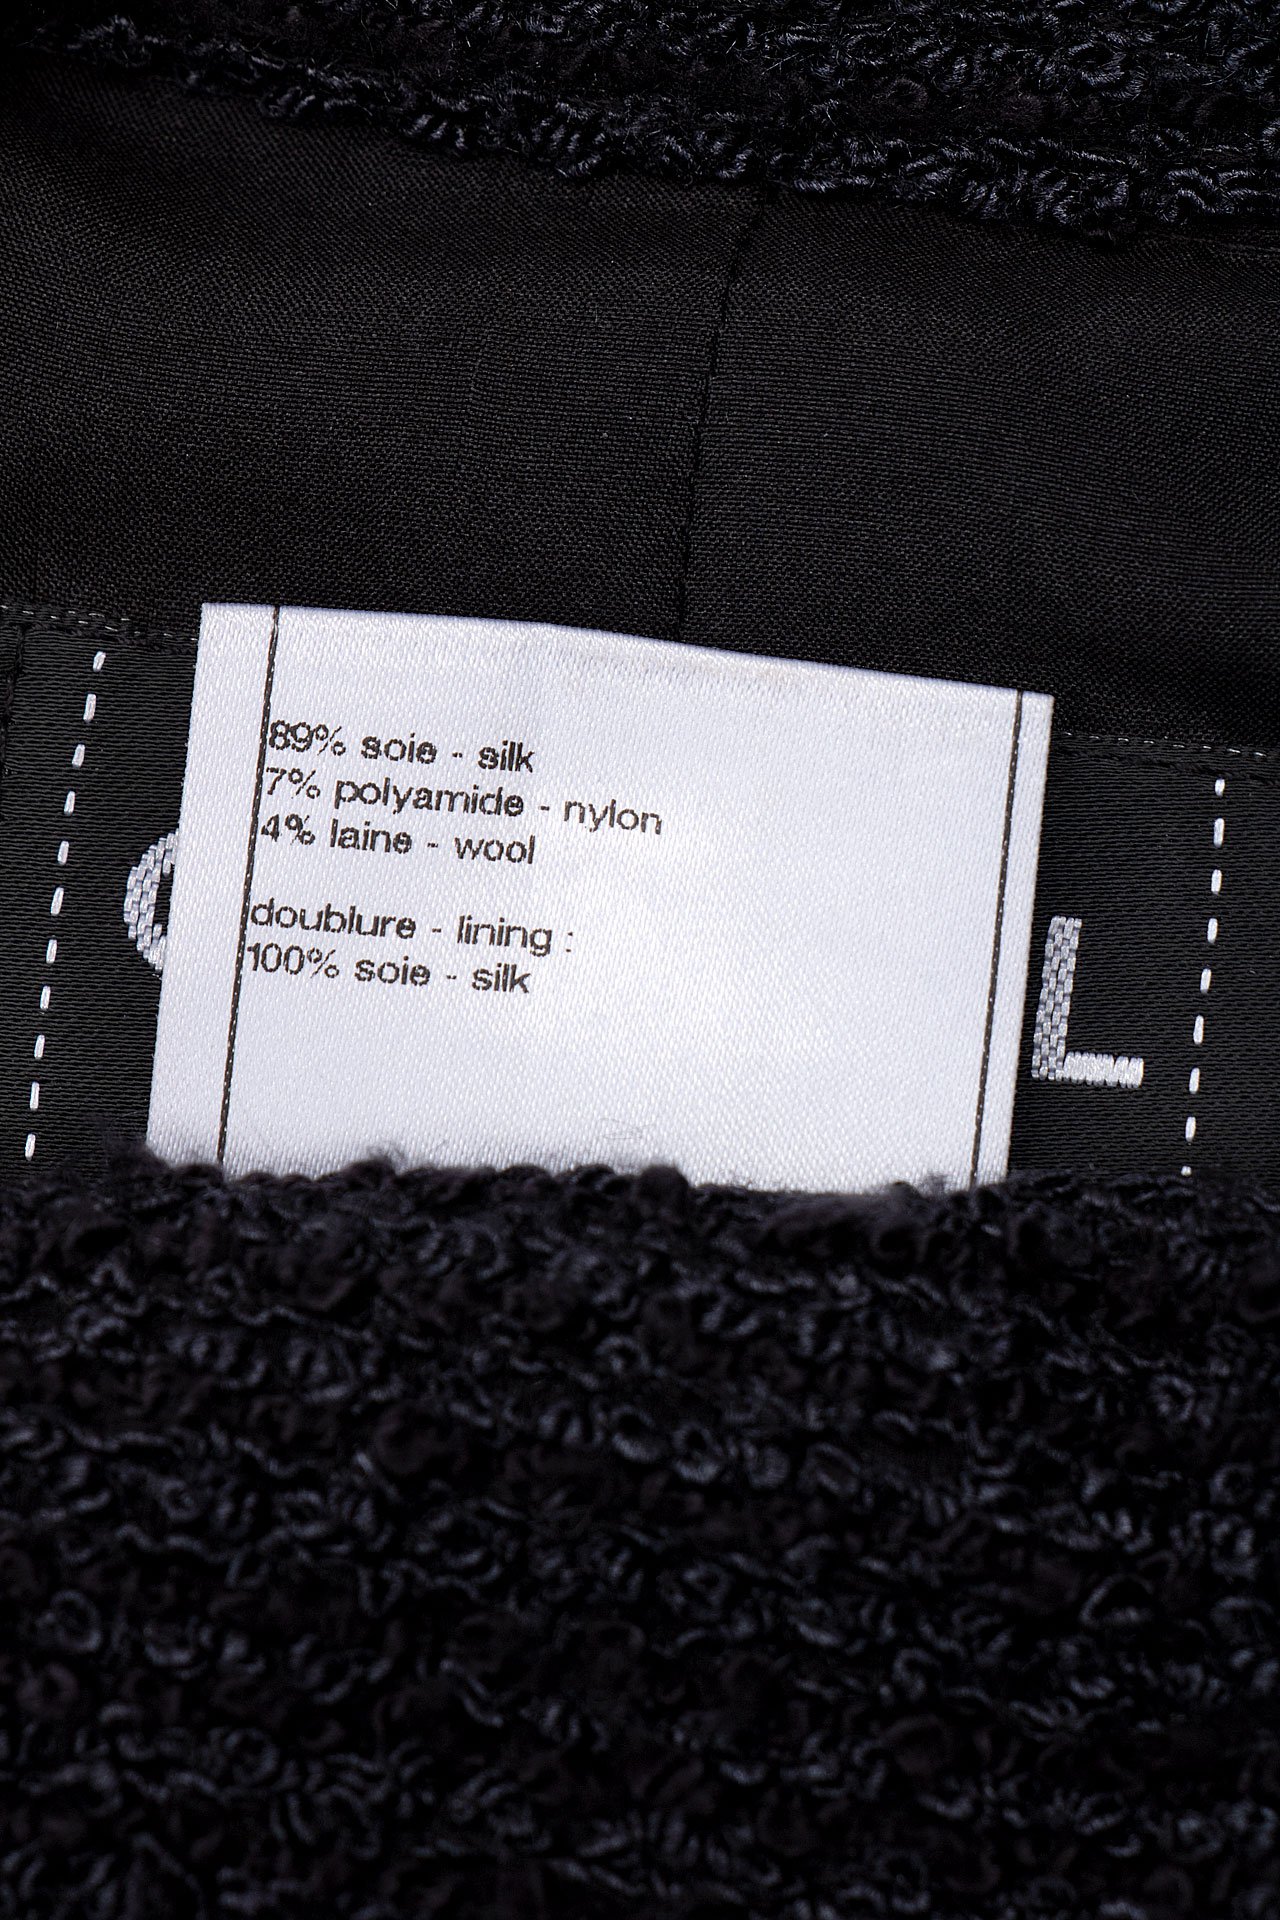 89% soie - silk
7% polyamide - nylon
4% laine - wool
doublure - lining :
100% soie - silk
C L